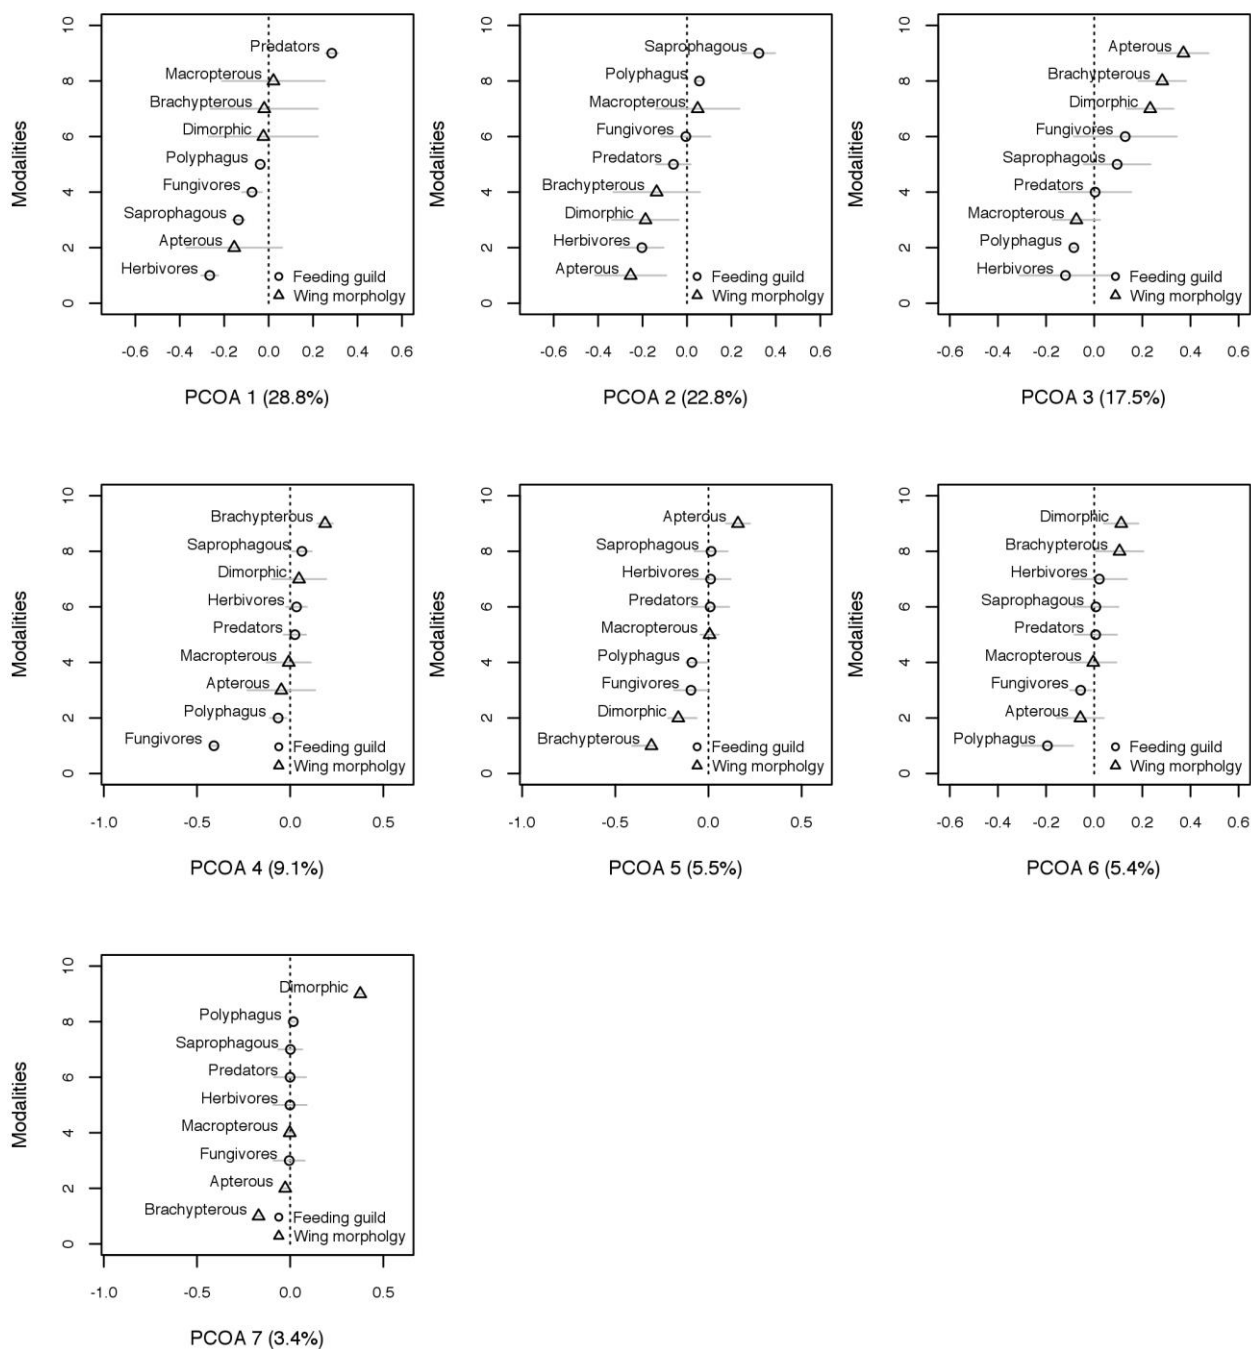 Modalities
10
8
6
4
2
0
Predators
Macropterous
Brachypterous
Dimorphic
Polyphagus
Fungivores
Saprophagous
Apterous
Herbivores
Feeding guild
Wing morpholgy
-0.6 -0.4 -0.2 0.0 0.2 0.4 0.6
PCOA 1 (28.8%)
Modalities
10
8
6
4
2
0
Saprophagous
Polyphagus
Macropterous
Fungivores
Predators
Brachypterous
Dimorphic
Herbivores
Apterous
Feeding guild
Wing morpholgy
-0.6 -0.4 -0.2 0.0 0.2 0.4 0.6
PCOA 2 (22.8%)
Modalities
10
8
6
4
2
0
Apterous
Brachypterous
Dimorphic
Fungivores
Saprophagous
Predators
Macropterous
Polyphagus
Herbivores
Feeding guild
Wing morpholgy
-0.6 -0.4 -0.2 0.0 0.2 0.4 0.6
PCOA 3 (17.5%)
Modalities
10
8
6
4
2
0
Brachypterous
Saprophagous
Dimorphic
Herbivores
Predators
Macropterous
Apterous
Polyphagus
Fungivores
Feeding guild
Wing morpholgy
-1.0 -0.5 0.0 0.5
PCOA 4 (9.1%)
Modalities
10
8
6
4
2
0
Apterous
Saprophagous
Herbivores
Predators
Macropterous
Polyphagus
Fungivores
Dimorphic
Brachypterous
Feeding guild
Wing morpholgy
-1.0 -0.5 0.0 0.5
PCOA 5 (5.5%)
Modalities
10
8
6
4
2
0
Dimorphic
Brachypterous
Herbivores
Saprophagous
Predators
Macropterous
Fungivores
Apterous
Polyphagus
Feeding guild
Wing morpholgy
-0.6 -0.4 -0.2 0.0 0.2 0.4 0.6
PCOA 6 (5.4%)
Modalities
10
8
6
4
2
0
Dimorphic
Polyphagus
Saprophagous
Predators
Herbivores
Macropterous
Fungivores
Apterous
Brachypterous
Feeding guild
Wing morpholgy
-1.0 -0.5 0.0 0.5
PCOA 7 (3.4%)